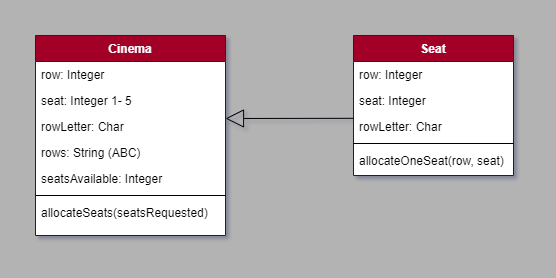 Cinema
row: Integer
seat: Integer 1- 5
rowLetter: Char
rows: String (ABC)
seatsAvailable: Integer
allocateSeats(seatsRequested)
Seat
row: Integer
seat: Integer
rowLetter: Char
allocateOneSeat(row, seat)